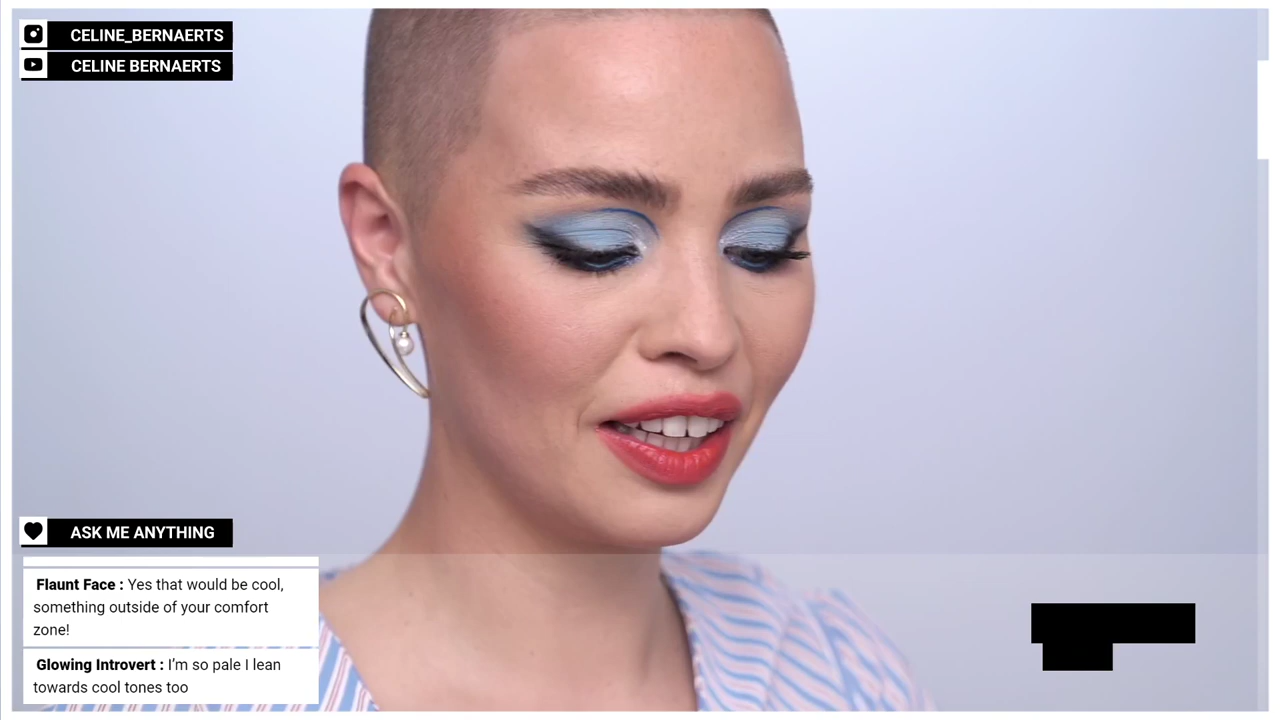 CELINE_BERNAERTS
CELINE BERNAERTS
ASK ME ANYTHING
Flaunt Face : Yes that would be cool,
something outside of your comfort
zone!
Glowing Introvert : I'm so pale I lean
towards cool tones too